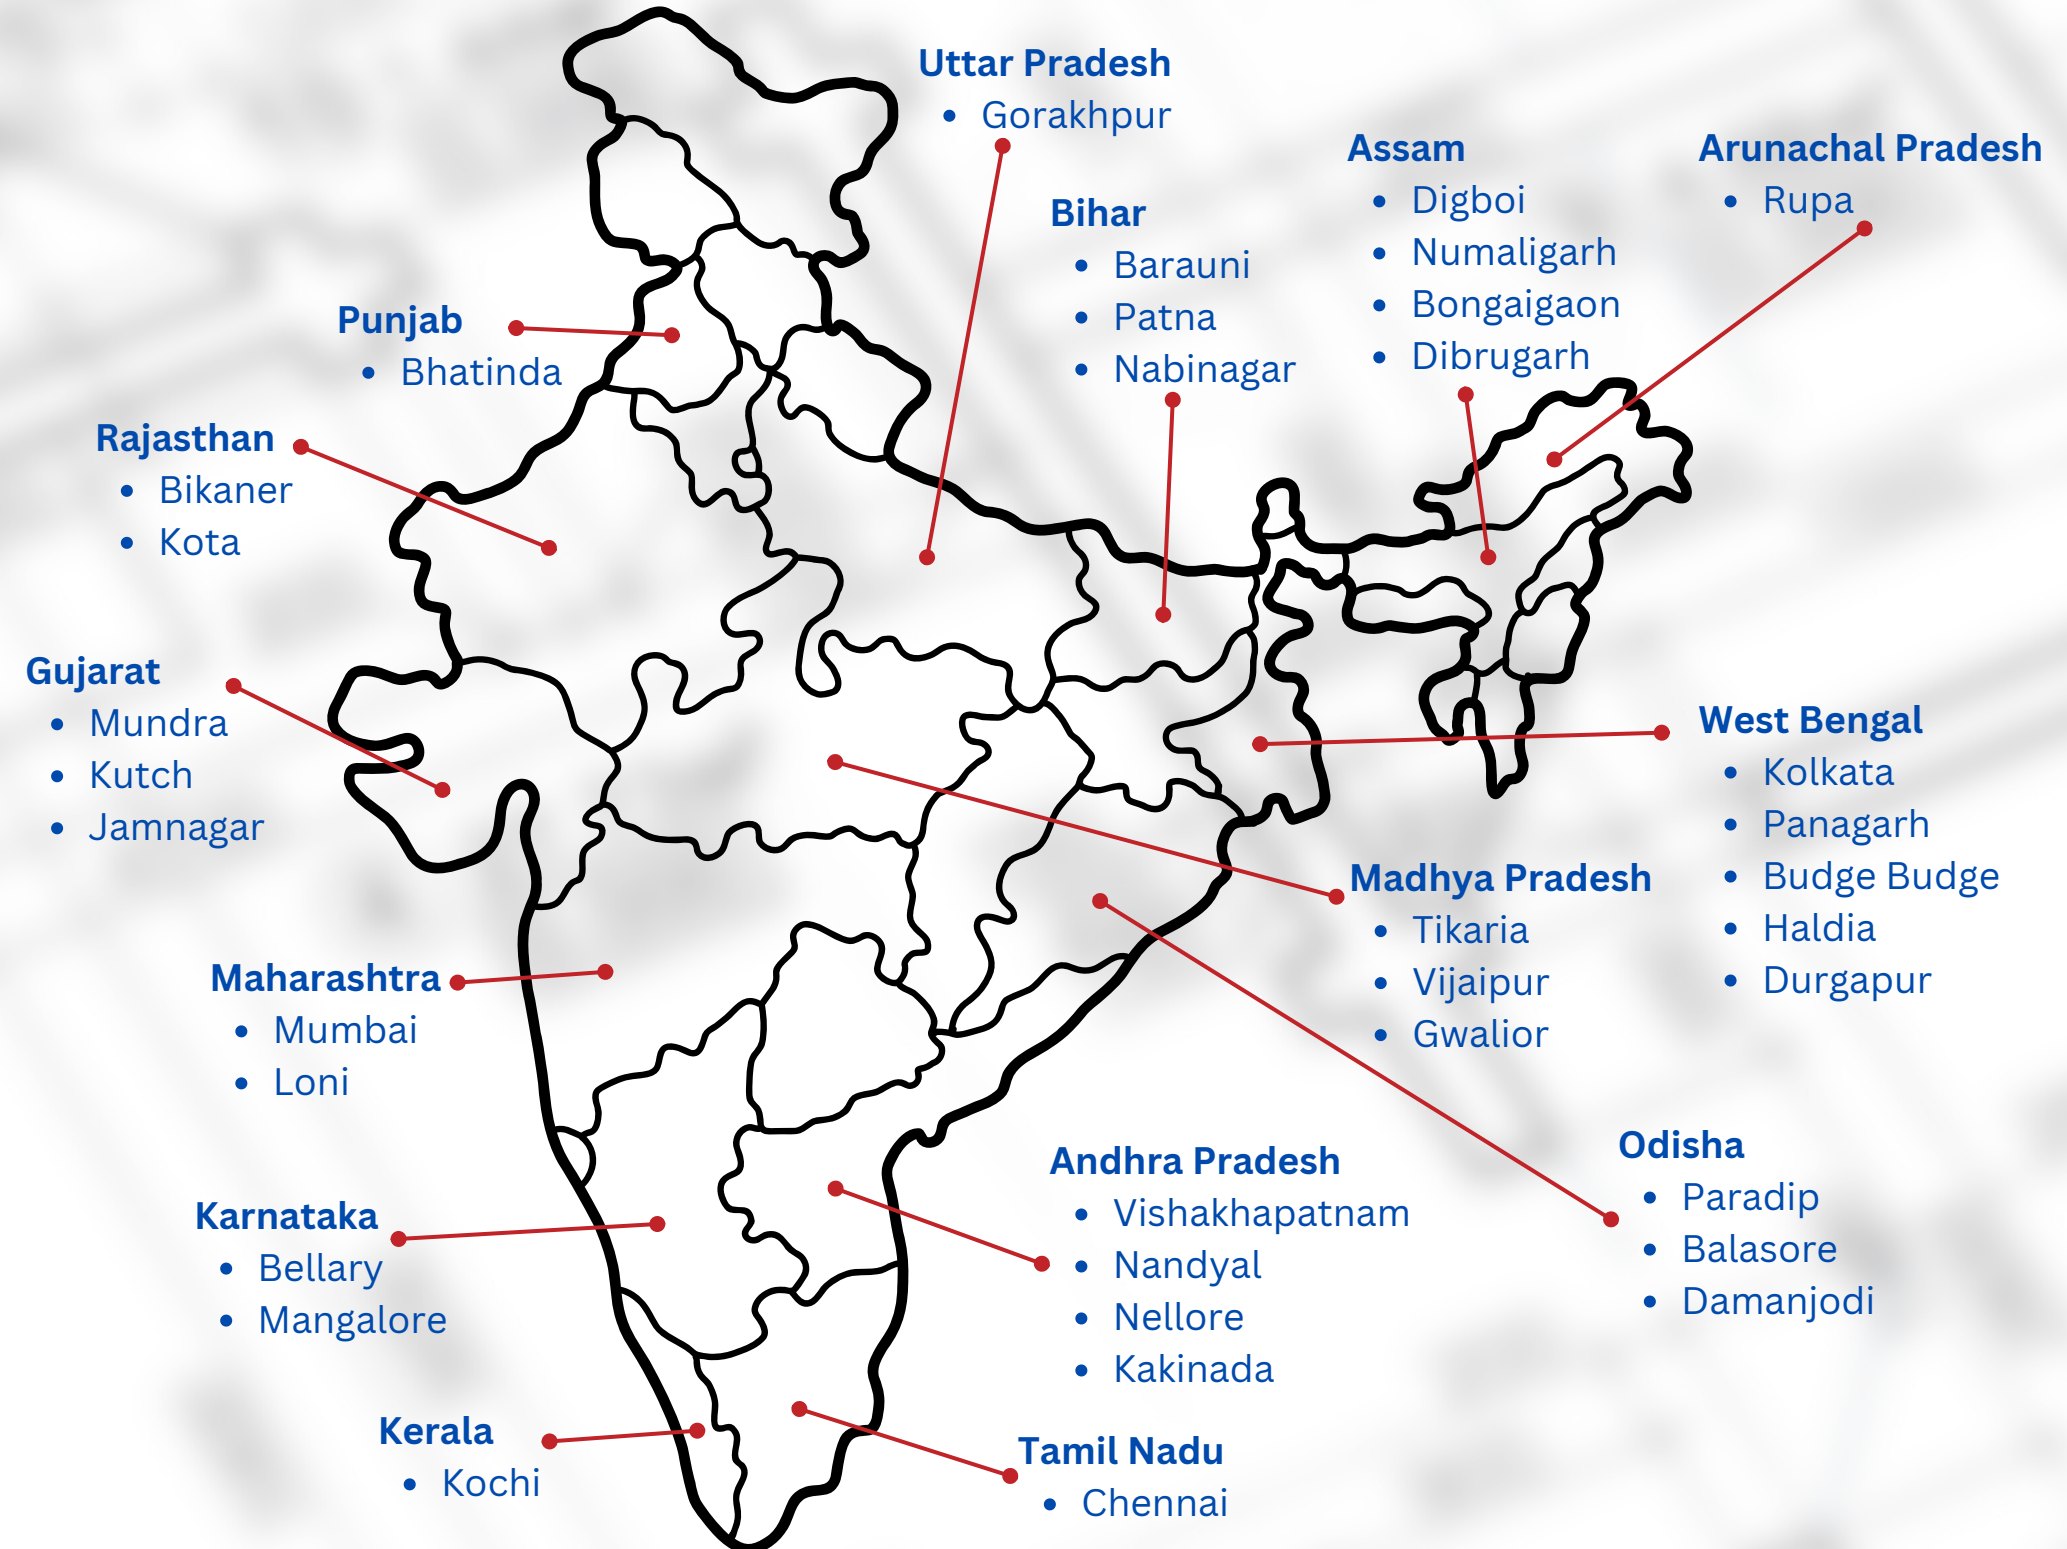 Uttar Pradesh
• Gorakhpur
Bihar
• Barauni
• Patna
• Nabinagar
Assam
• Digboi
• Numaligarh
• Bongaigaon
• Dibrugarh
Arunachal Pradesh
• Rupa
Punjab
• Bhatinda
Rajasthan
• Bikaner
• Kota
Gujarat
• Mundra
• Kutch
• Jamnagar
West Bengal
• Kolkata
• Panagarh
• Budge Budge
• Haldia
• Durgapur
Madhya Pradesh
• Tikaria
• Vijaipur
• Gwalior
Maharashtra
• Mumbai
• Loni
Odisha
• Paradip
• Balasore
• Damanjodi
Andhra Pradesh
• Vishakhapatnam
• Nandyal
• Nellore
• Kakinada
Karnataka
• Bellary
• Mangalore
Kerala
• Kochi
Tamil Nadu
• Chennai